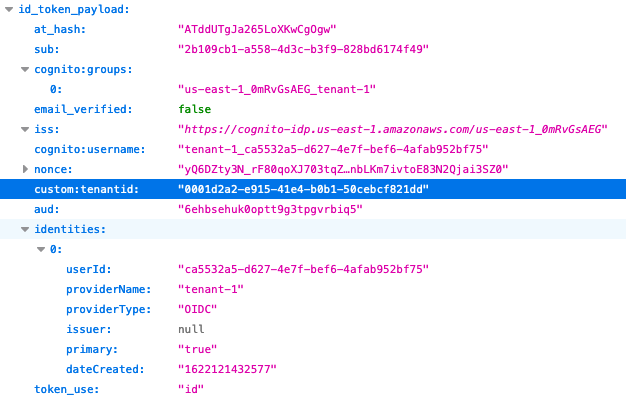 id_token_payload:
at_hash: "ATddUTgJa265LoXKwCgOgw"
sub: "2b109cb1-a558-4d3c-b3f9-828bd6174f49"
cognito:groups:
0: "us-east-1_0mRvGsAEG_tenant-1"
email_verified: false
iss: "https://cognito-idp.us-east-1.amazonaws.com/us-east-1_0mRvGsAEG"
cognito:username: "tenant-1_ca5532a5-d627-4e7f-bef6-4afab952bf75"
nonce: "yQ6DZty3N_rF80qoXJ703tqZ…nbLKm7ivtoE83N2Qjai3SZ0"
custom:tenantid: "0001d2a2-e915-41e4-b0b1-50cebcf821dd"
aud: "6ehbsehuk0optt9g3tpgvrbiq5"
identities:
0:
userId: "ca5532a5-d627-4e7f-bef6-4afab952bf75"
providerName: "tenant-1"
providerType: "OIDC"
issuer: null
primary: "true"
dateCreated: "1622121432577"
token_use: "id"